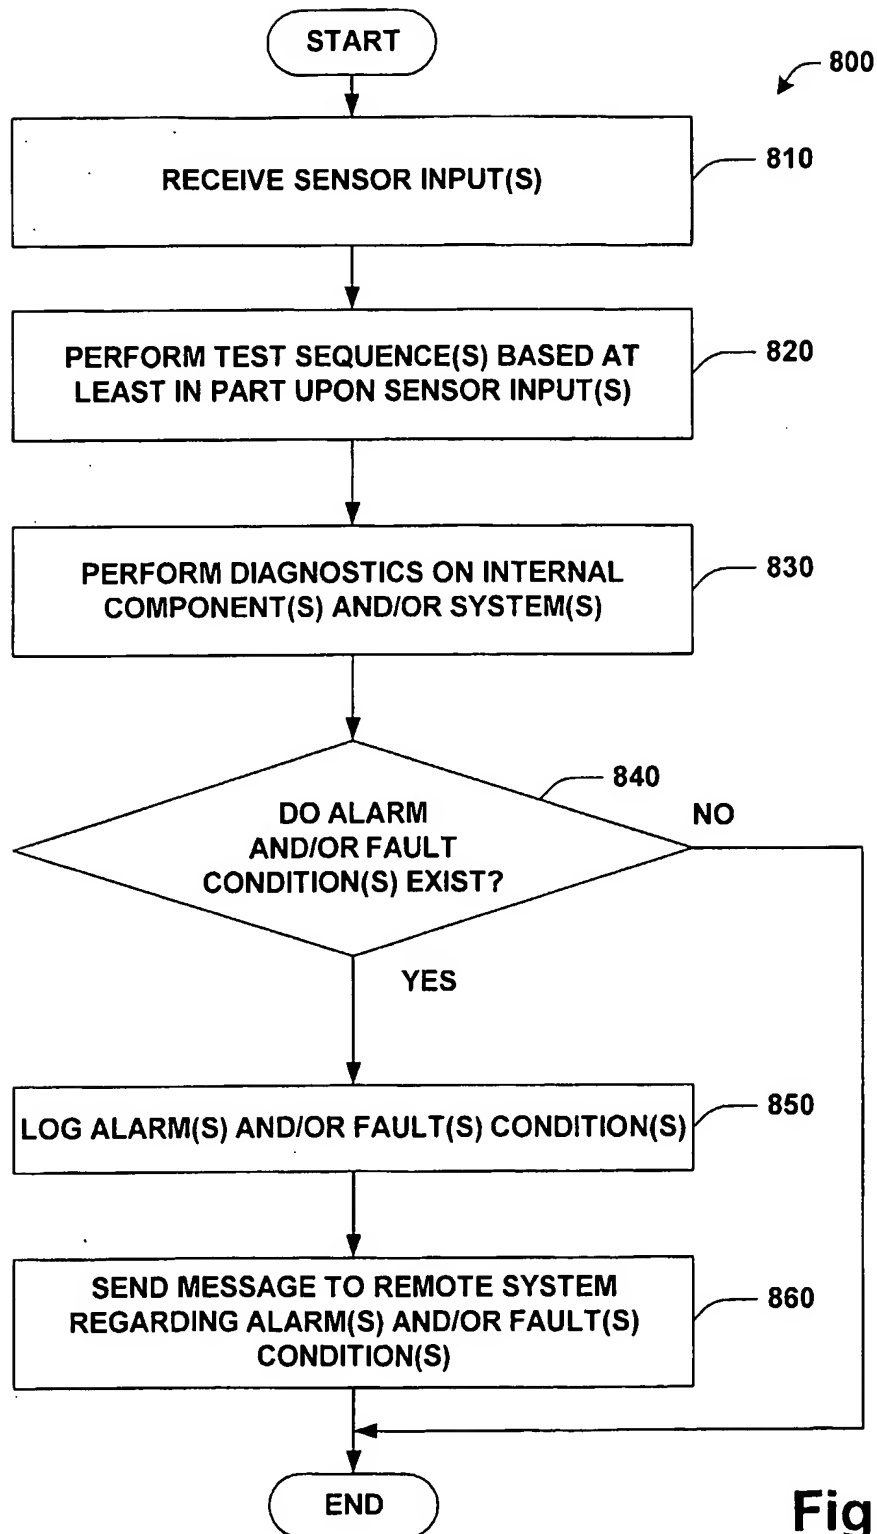 START
800
RECEIVE SENSOR INPUT(S)
810
PERFORM TEST SEQUENCE(S) BASED AT
LEAST IN PART UPON SENSOR INPUT(S)
820
PERFORM DIAGNOSTICS ON INTERNAL
COMPONENT(S) AND/OR SYSTEM(S)
830
840
DO ALARM
AND/OR FAULT
CONDITION(S) EXIST?
NO
YES
LOG ALARM(S) AND/OR FAULT(S) CONDITION(S)
850
SEND MESSAGE TO REMOTE SYSTEM
REGARDING ALARM(S) AND/OR FAULT(S)
CONDITION(S)
860
END
Fig